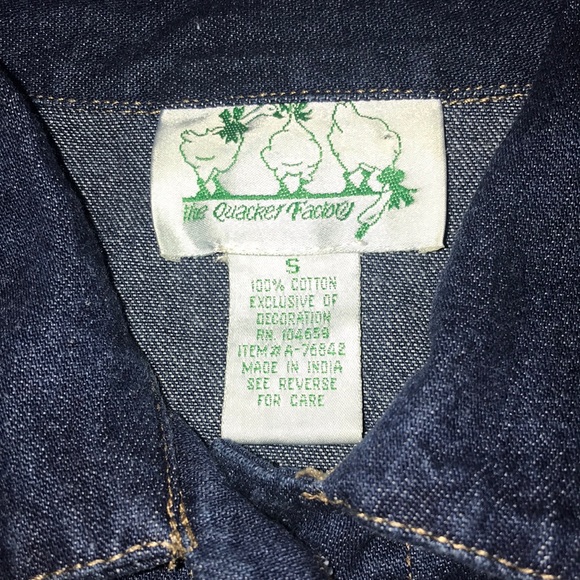 the Quacker Factory
S
100% COTTON
EXCLUSIVE OF
DECORATION
RN. 104659
ITEM# A-76842
MADE IN INDIA
SEE REVERSE
FOR CARE